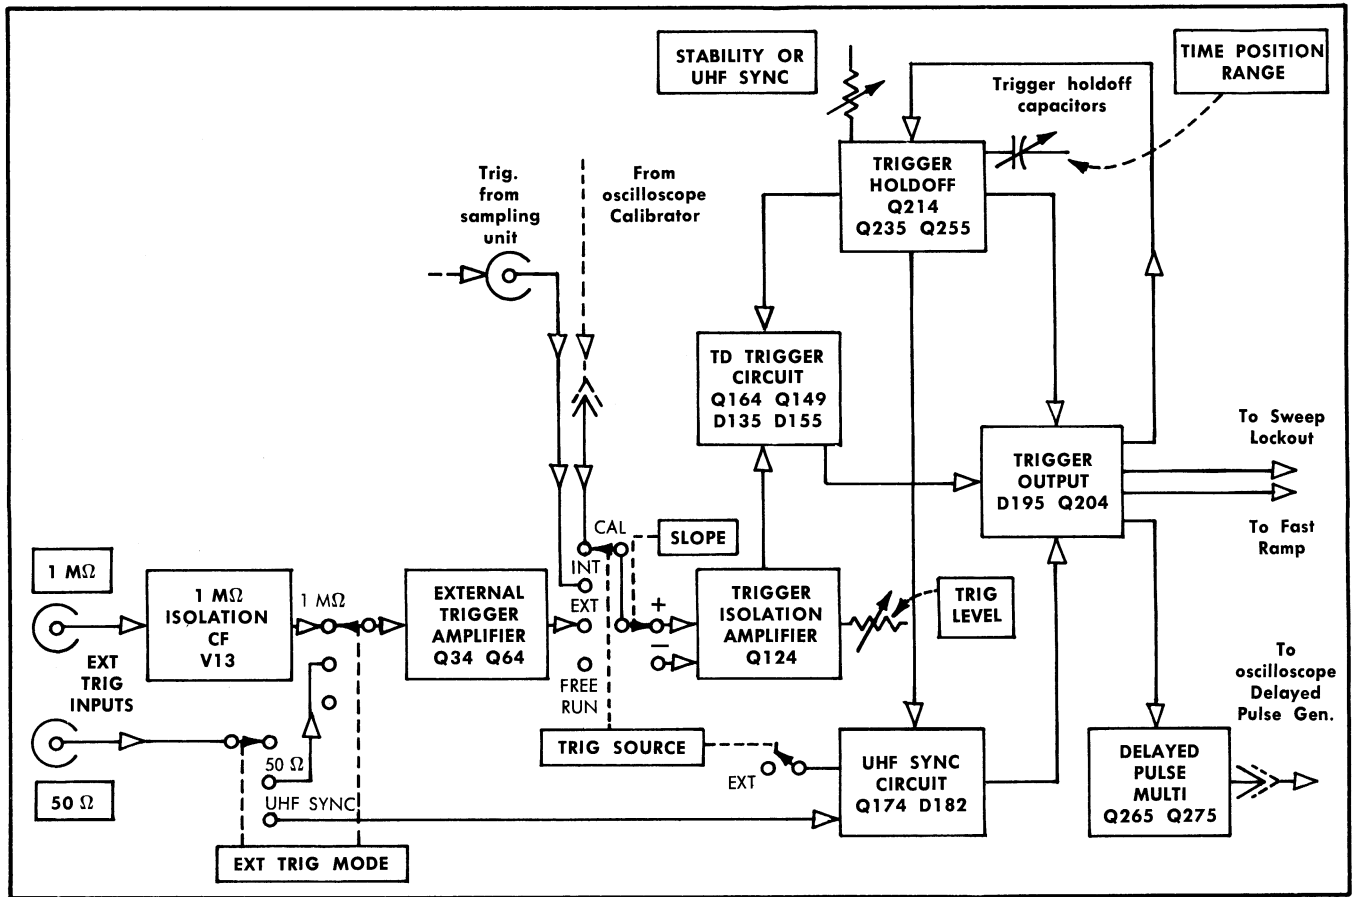 STABILITY OR
UHF SYNC
TIME POSITION
RANGE
Trigger holdoff
capacitors
TRIGGER
HOLDOFF
Q214
Q235 Q255
Trig.
from
sampling
unit
From
oscilloscope
Calibrator
TD TRIGGER
CIRCUIT
Q164 Q149
D135 D155
TRIGGER
OUTPUT
D195 Q204
To Sweep
Lockout
To Fast
Ramp
CAL
INT
EXT
FREE
RUN
SLOPE
+
−
1 MΩ
1 MΩ
ISOLATION
CF
V13
1 MΩ
EXTERNAL
TRIGGER
AMPLIFIER
Q34 Q64
TRIGGER
ISOLATION
AMPLIFIER
Q124
TRIG
LEVEL
EXT
TRIG
INPUTS
50 Ω
50 Ω
UHF SYNC
EXT TRIG MODE
TRIG SOURCE
EXT
UHF SYNC
CIRCUIT
Q174 D182
To
oscilloscope
Delayed
Pulse Gen.
DELAYED
PULSE
MULTI
Q265 Q275